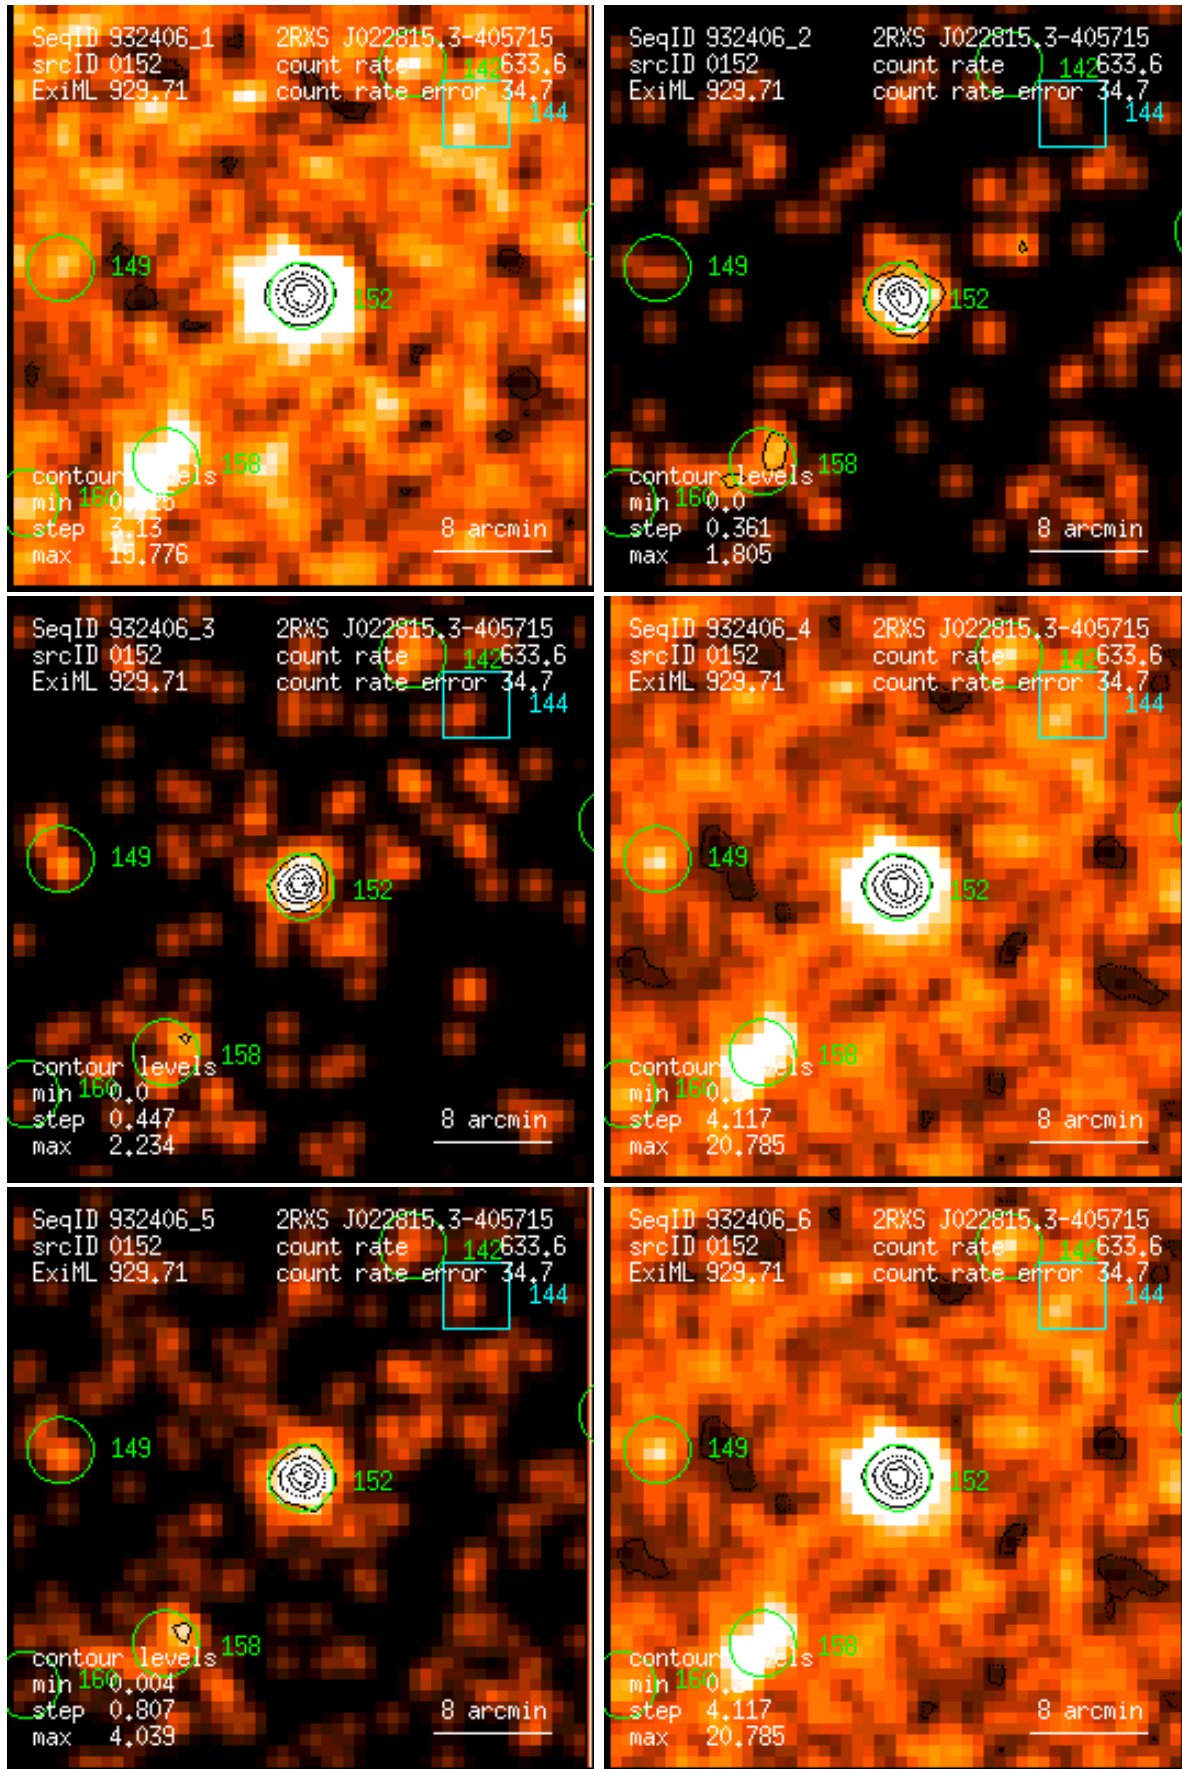 SeqID 932406_1 2RXS J022815.3-405715
srcID 0152 count rate 142 633.6
ExiML 929.71 count rate error 34.7
144
149
152
158
contour levels
min 160
step 3.13
max 15.776
8 arcmin
SeqID 932406_2 2RXS J022815.3-405715
srcID 0152 count rate 142 633.6
ExiML 929.71 count rate error 34.7
144
149
152
158
contour levels
min 160 0.0
step 0.361
max 1.805
8 arcmin
SeqID 932406_3 2RXS J022815.3-405715
srcID 0152 count rate 142 633.6
ExiML 929.71 count rate error 34.7
144
149
152
158
contour levels
min 160 0.0
step 0.447
max 2.234
8 arcmin
SeqID 932406_4 2RXS J022815.3-405715
srcID 0152 count rate 142 633.6
ExiML 929.71 count rate error 34.7
144
149
152
158
contour levels
min 160
step 4.117
max 20.785
8 arcmin
SeqID 932406_5 2RXS J022815.3-405715
srcID 0152 count rate 142 633.6
ExiML 929.71 count rate error 34.7
144
149
152
158
contour levels
min 160 0.004
step 0.807
max 4.039
8 arcmin
SeqID 932406_6 2RXS J022815.3-405715
srcID 0152 count rate 142 633.6
ExiML 929.71 count rate error 34.7
144
149
152
158
contour levels
min 160
step 4.117
max 20.785
8 arcmin